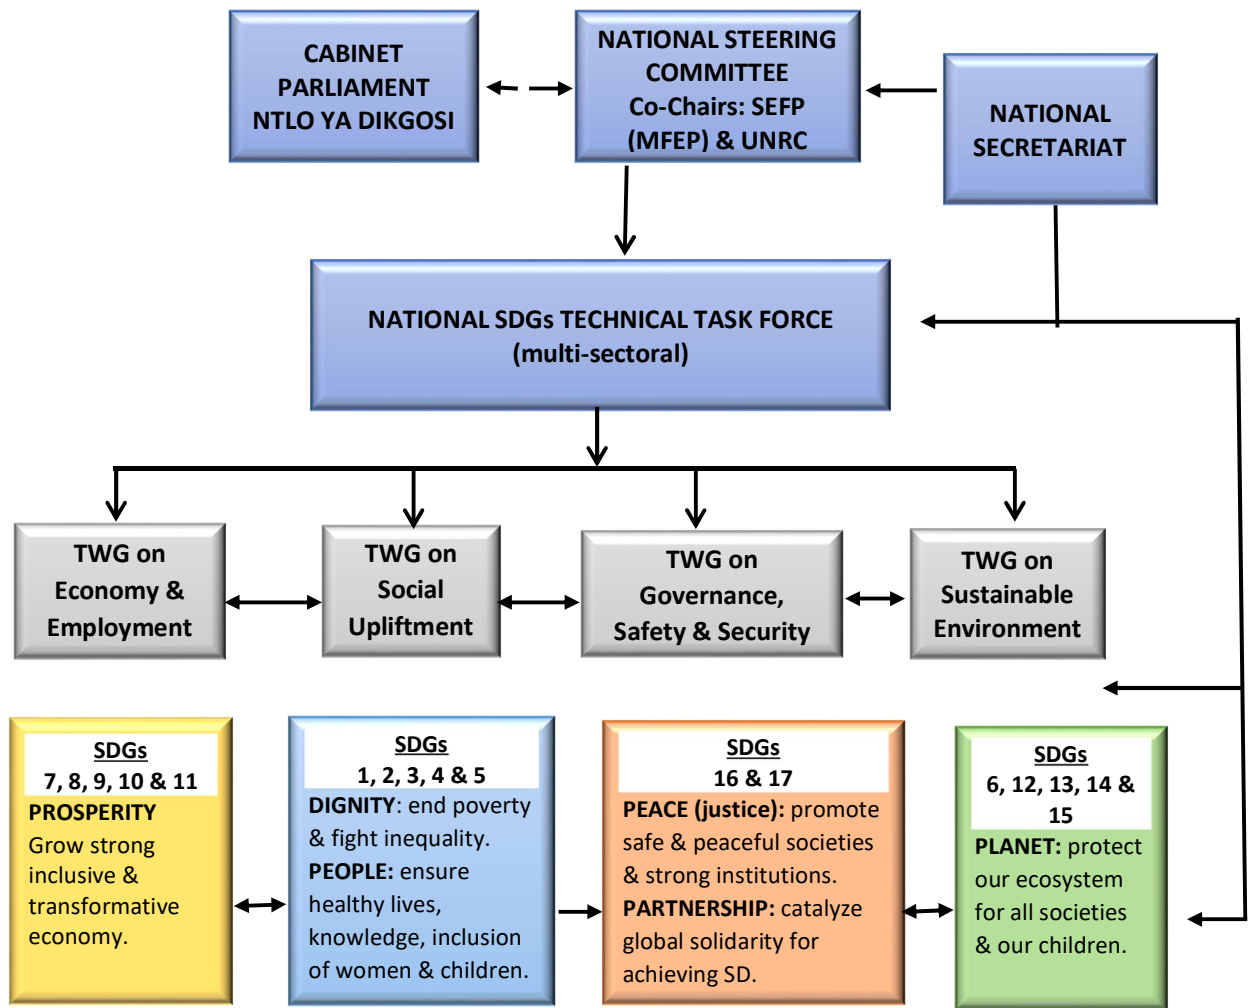 CABINET
PARLIAMENT
NTLO YA DIKGOSI
NATIONAL STEERING
COMMITTEE
Co-Chairs: SEFP
(MFEP) & UNRC
NATIONAL
SECRETARIAT
NATIONAL SDGs TECHNICAL TASK FORCE
(multi-sectoral)
TWG on
Economy &
Employment
TWG on
Social
Upliftment
TWG on
Governance,
Safety & Security
TWG on
Sustainable
Environment
SDGs
7, 8, 9, 10 & 11
PROSPERITY
Grow strong
inclusive &
transformative
economy.
SDGs
1, 2, 3, 4 & 5
DIGNITY: end poverty
& fight inequality.
PEOPLE: ensure
healthy lives,
knowledge, inclusion
of women & children.
SDGs
16 & 17
PEACE (justice): promote
safe & peaceful societies
& strong institutions.
PARTNERSHIP: catalyze
global solidarity for
achieving SD.
SDGs
6, 12, 13, 14 &
15
PLANET: protect
our ecosystem
for all societies
& our children.